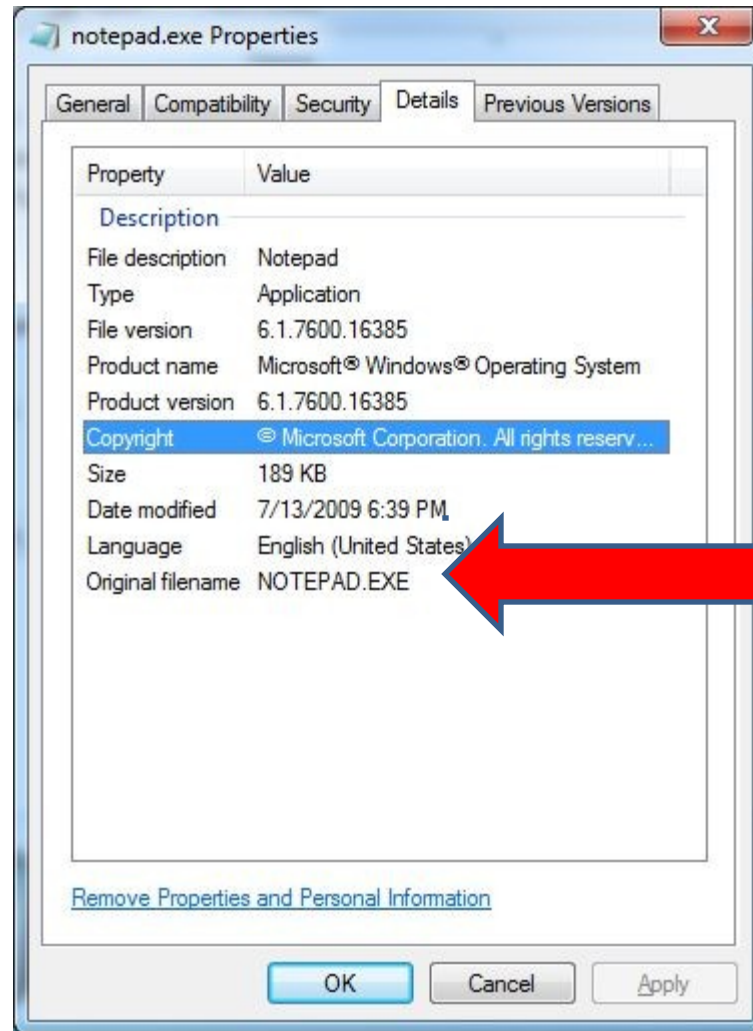 notepad.exe Properties
General Compatibility Security Details Previous Versions
Property Value
Description
File description Notepad
Type Application
File version 6.1.7600.16385
Product name Microsoft® Windows® Operating System
Product version 6.1.7600.16385
Copyright © Microsoft Corporation. All rights reserv...
Size 189 KB
Date modified 7/13/2009 6:39 PM
Language English (United States)
Original filename NOTEPAD.EXE
Remove Properties and Personal Information
OK Cancel Apply